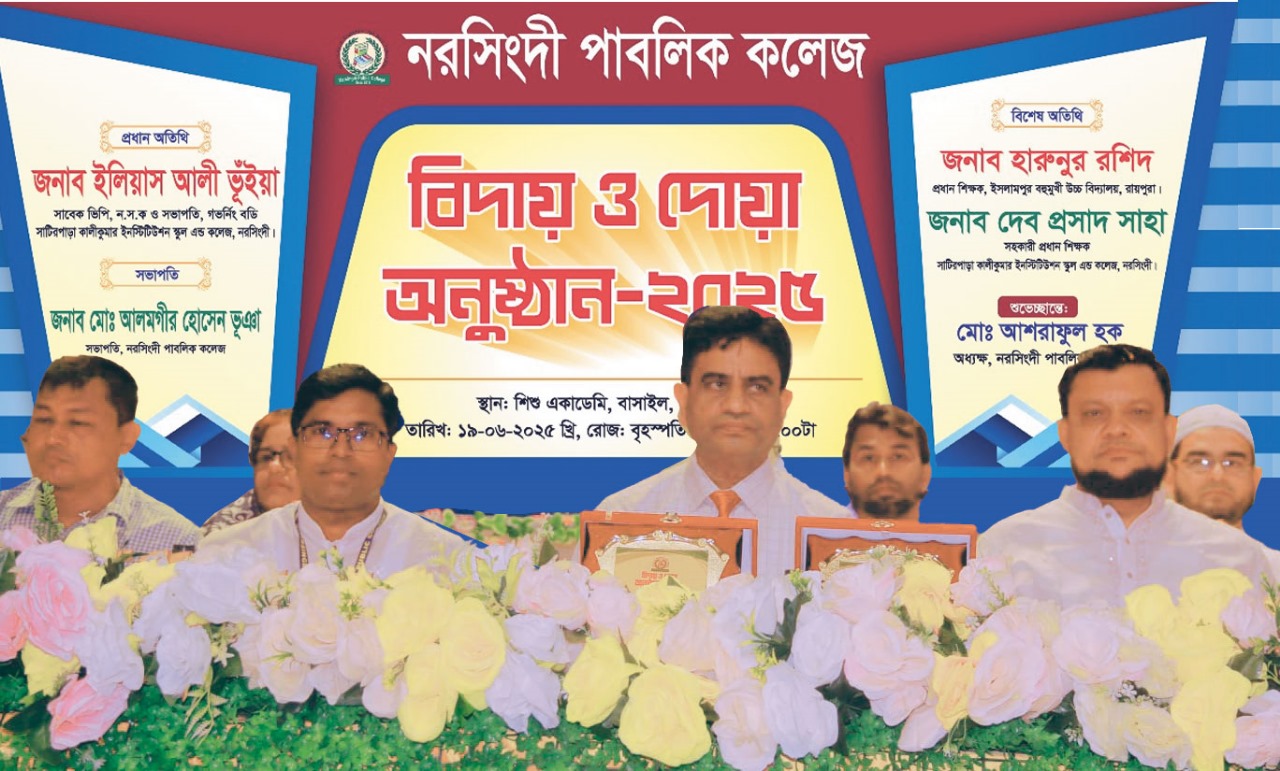 নরসিংদী পাবলিক কলেজ
প্রধান অতিথি
জনাব ইলিয়াস আলী ভূঁইয়া
সাবেক ভিপি, ন.স.ক ও সভাপতি, গভর্নিং বডি
সাটিরপাড়া কালীকুমার ইনস্টিটিউশন স্কুল এন্ড কলেজ, নরসিংদী।
সভাপতি
জনাব মোঃ আলমগীর হোসেন ভূঞা
সভাপতি, নরসিংদী পাবলিক কলেজ
বিদায় ও দোয়া
অনুষ্ঠান-২০২৫
স্থান: শিশু একাডেমি, বাসাইল,
তারিখ: ১৯-০৬-২০২৫ খ্রি, রোজ: বৃহস্পতি ০০টা
বিশেষ অতিথি
জনাব হারুনুর রশিদ
প্রধান শিক্ষক, ইসলামপুর বহুমুখী উচ্চ বিদ্যালয়, রায়পুরা।
জনাব দেব প্রসাদ সাহা
সহকারী প্রধান শিক্ষক
সাটিরপাড়া কালীকুমার ইনস্টিটিউশন স্কুল এন্ড কলেজ, নরসিংদী।
শুভেচ্ছান্তে:
মোঃ আশরাফুল হক
অধ্যক্ষ, নরসিংদী পাবলি